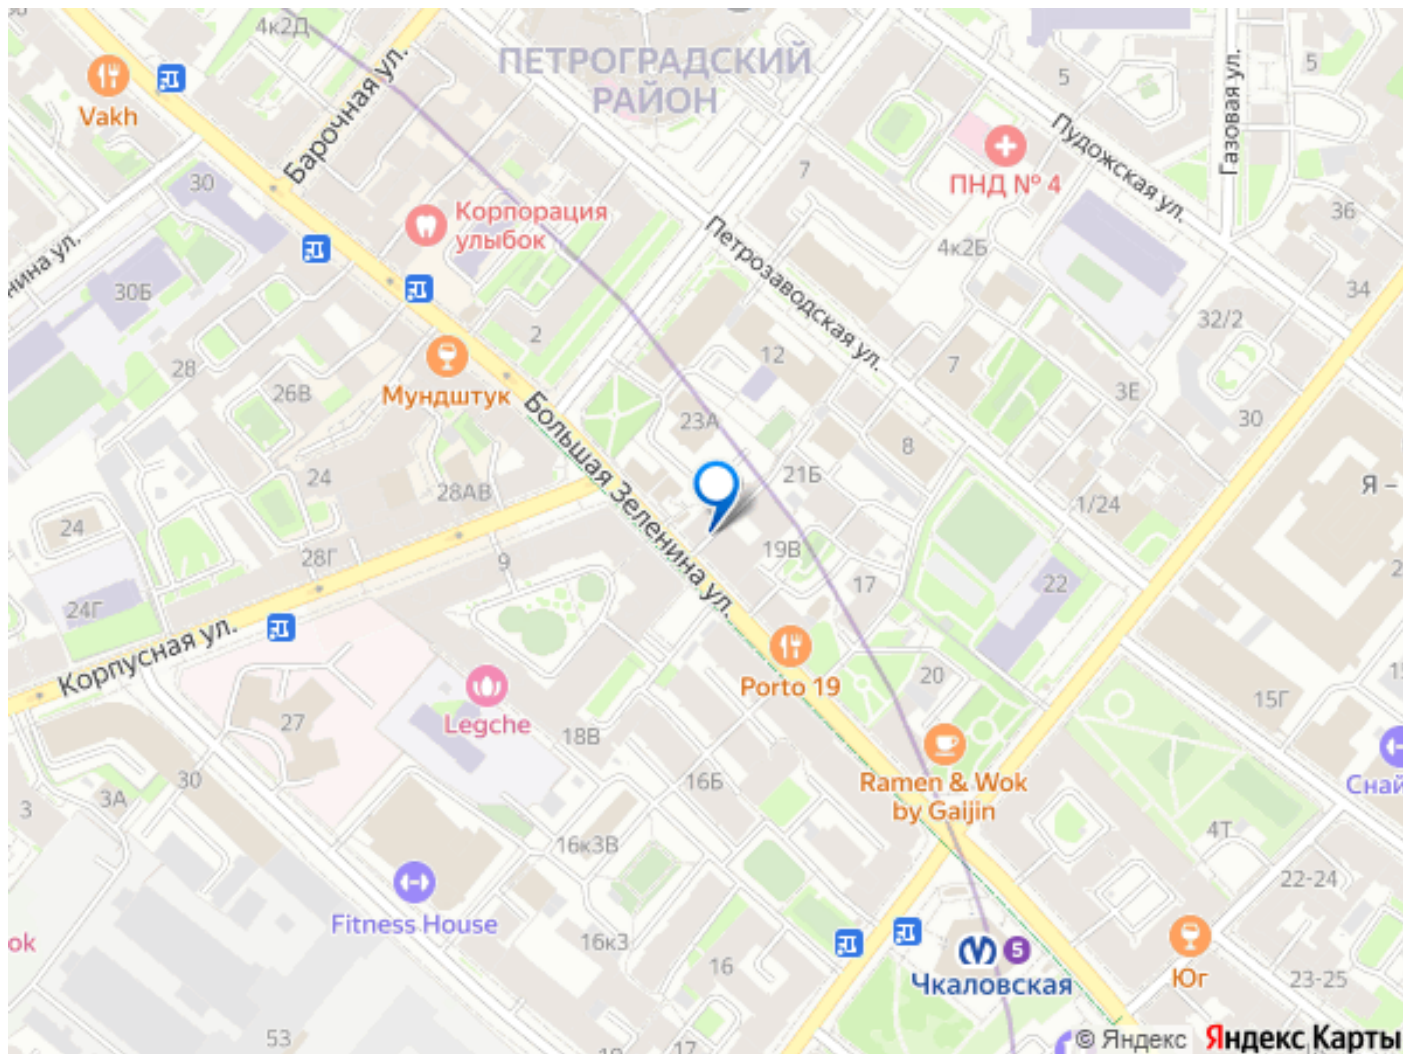 4к2Д
Барочная ул.
ПЕТРОГРАДСКИЙ
РАЙОН
5
5
Газовая ул.
Vakh
Пудожская ул.
7
ПНД № 4
30
Корпорация
улыбок
36
4к2Б
Петрозаводская ул.
нина ул.
30Б
34
32/2
2
12
7
28
26В
Мундштук
3Е
30
Большая Зеленина ул.
23А
8
24
28АВ
21Б
Я –
1/24
24
28Г
9
19В
17
22
24Г
Корпусная ул.
Porto 19
20
15Г
Legche
27
18В
30
16Б
Ramen & Wok
by Gaijin
Снай
3А
3
4Т
16к3В
22-24
Fitness House
ok
16к3
16
5
Чкаловская
Юг
23-25
53
17
© Яндекс Яндекс Карты